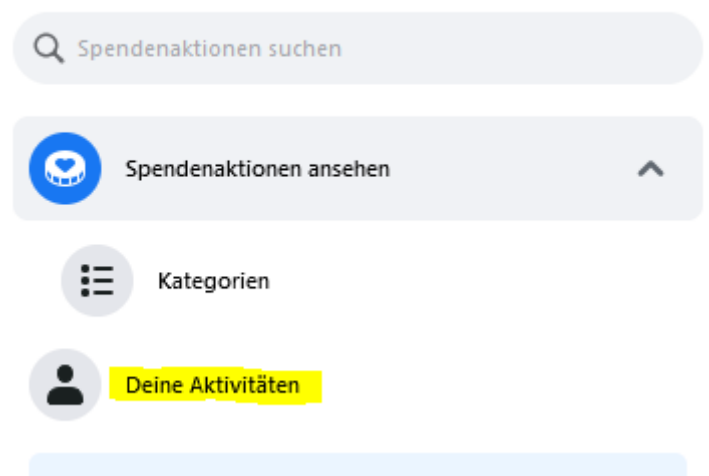 Spendenaktionen suchen
Spendenaktionen ansehen
Kategorien
Deine Aktivitäten